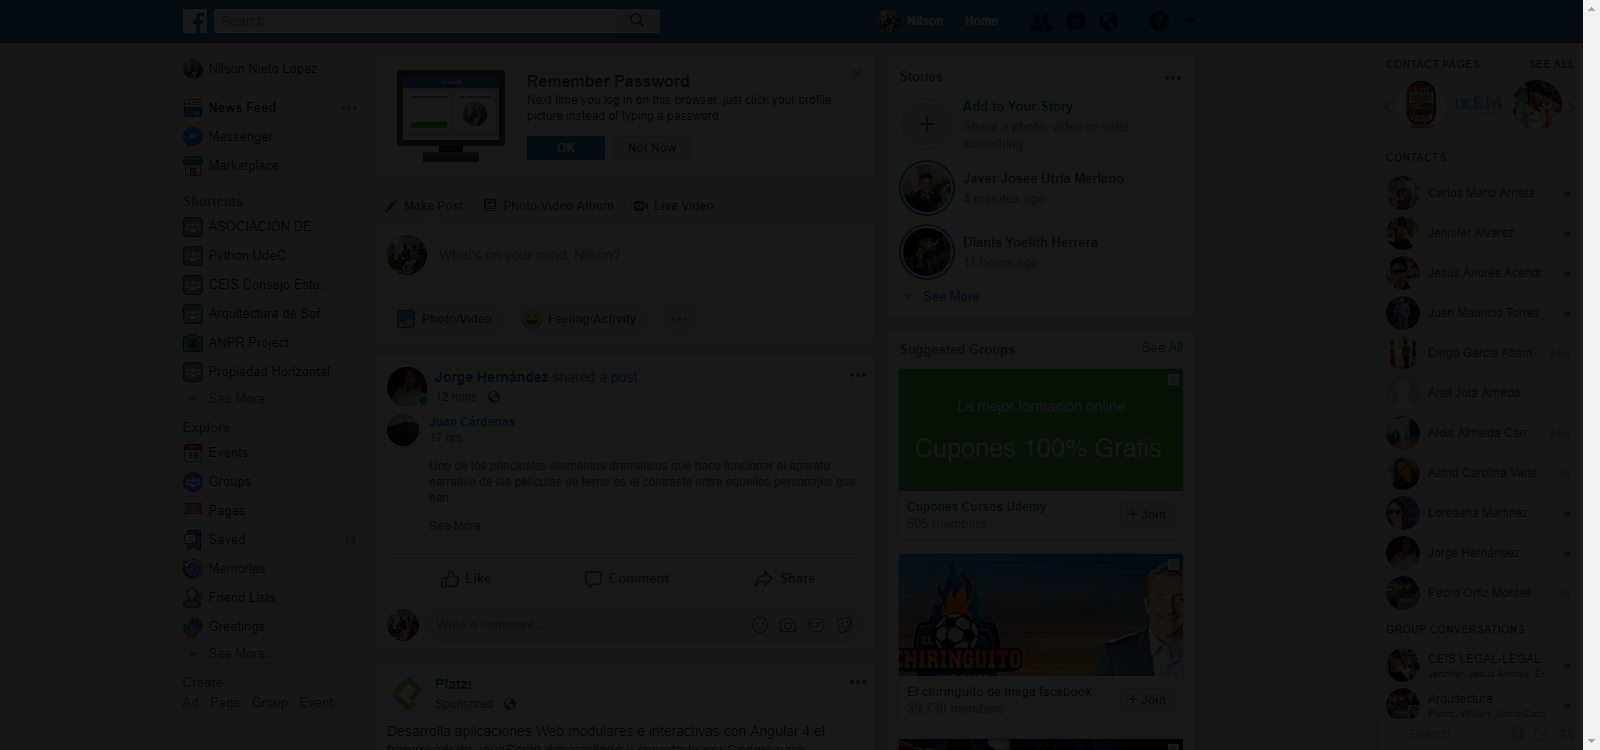 Search
Nilson
Home
Nilson Nieto Lopez
News Feed
Messenger
Marketplace
Shortcuts
ASOCIACIÓN DE ...
Python UdeC
CEIS Consejo Estu...
Arquitectura de Sof...
ANPR Project
Propiedad Horizontal
See More...
Explore
Events
Groups
Pages
Saved 14
Memories
Friend Lists
Greetings
See More...
Create
Ad Page Group Event
Remember Password
Next time you log in on this browser, just click your profile
picture instead of typing a password.
OK
Not Now
Make Post
Photo/Video Album
Live Video
What's on your mind, Nilson?
Photo/Video
Feeling/Activity
Jorge Hernández shared a post.
12 mins
Juan Cárdenas
17 hrs
Uno de los principales elementos dramáticos que hace funcionar el aparato
narrativo de las películas de terror es el contraste entre aquellos personajes que
han...
See More
Like
Comment
Share
Write a comment...
Platzi
Sponsored
Desarrolla aplicaciones Web modulares e interactivas con Angular 4 el
framework de JavaScript desarrollado y soportado por Google para
Stories
Add to Your Story
Share a photo, video or write
something
Javer Josee Utria Merlano
4 minutes ago
Dianis Yoelith Herrera
11 hours ago
See More
Suggested Groups
See All
La mejor formación online
Cupones 100% Gratis
Cupones Cursos Udemy
595 members
+ Join
EL
CHIRINGUITO
El chiringuito de mega facebook
39,730 members
+ Join
CONTACT PAGES
SEE ALL
CONTACTS
Carlos Mario Arrieta...
Jennifer Alvarez
Jesús Andrés Acendr...
Juan Mauricio Torres...
Diego Garcia Altam... 14m
Ariel Jota Arnedo
Aldis Almeida Carr... 44m
Astrid Carolina Vane...
Loredana Martinez
Jorge Hernández
Pedro Ortiz Montiel
GROUP CONVERSATIONS
CEIS LEGAL-LEGAL...
Jennifer, Jesús Andrés, Er...
Arquitectura
Pedro, Willian, Astrid Caro...
Search